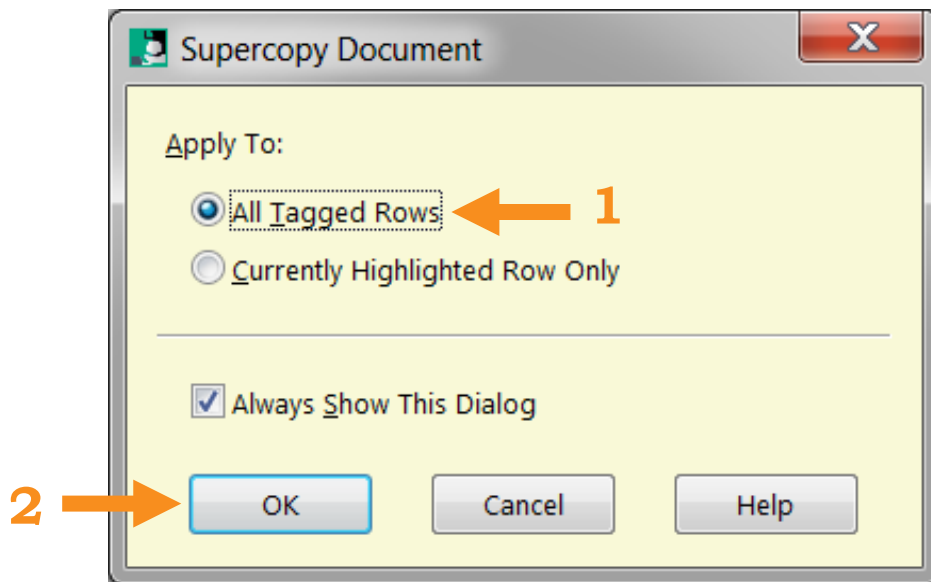 Supercopy Document
Apply To:
All Tagged Rows 1
Currently Highlighted Row Only
Always Show This Dialog
2 OK Cancel Help